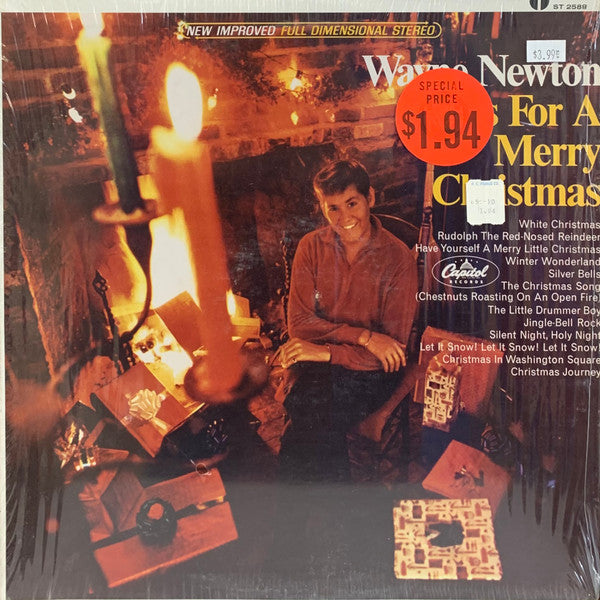 ST 2588
NEW IMPROVED FULL DIMENSIONAL STEREO
$3.99
Wayne Newton
SPECIAL
PRICE
$1.94
s For A
Merry
Christmas
White Christmas
Rudolph The Red-Nosed Reindeer
Have Yourself A Merry Little Christmas
Winter Wonderland
Silver Bells
Capitol
RECORDS
The Christmas Song
(Chestnuts Roasting On An Open Fire)
The Little Drummer Boy
Jingle-Bell Rock
Silent Night, Holy Night
Let It Snow! Let It Snow! Let It Snow!
Christmas In Washington Square
Christmas Journey